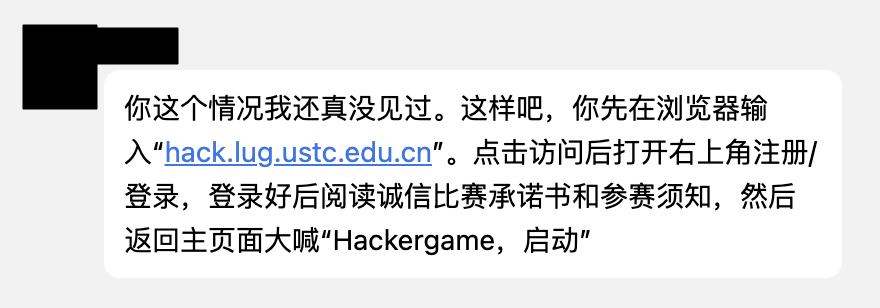 你这个情况我还真没见过。这样吧，你先在浏览器输
入“hack.lug.ustc.edu.cn”。点击访问后打开右上角注册/
登录，登录好后阅读诚信比赛承诺书和参赛须知，然后
返回主页面大喊“Hackergame，启动”